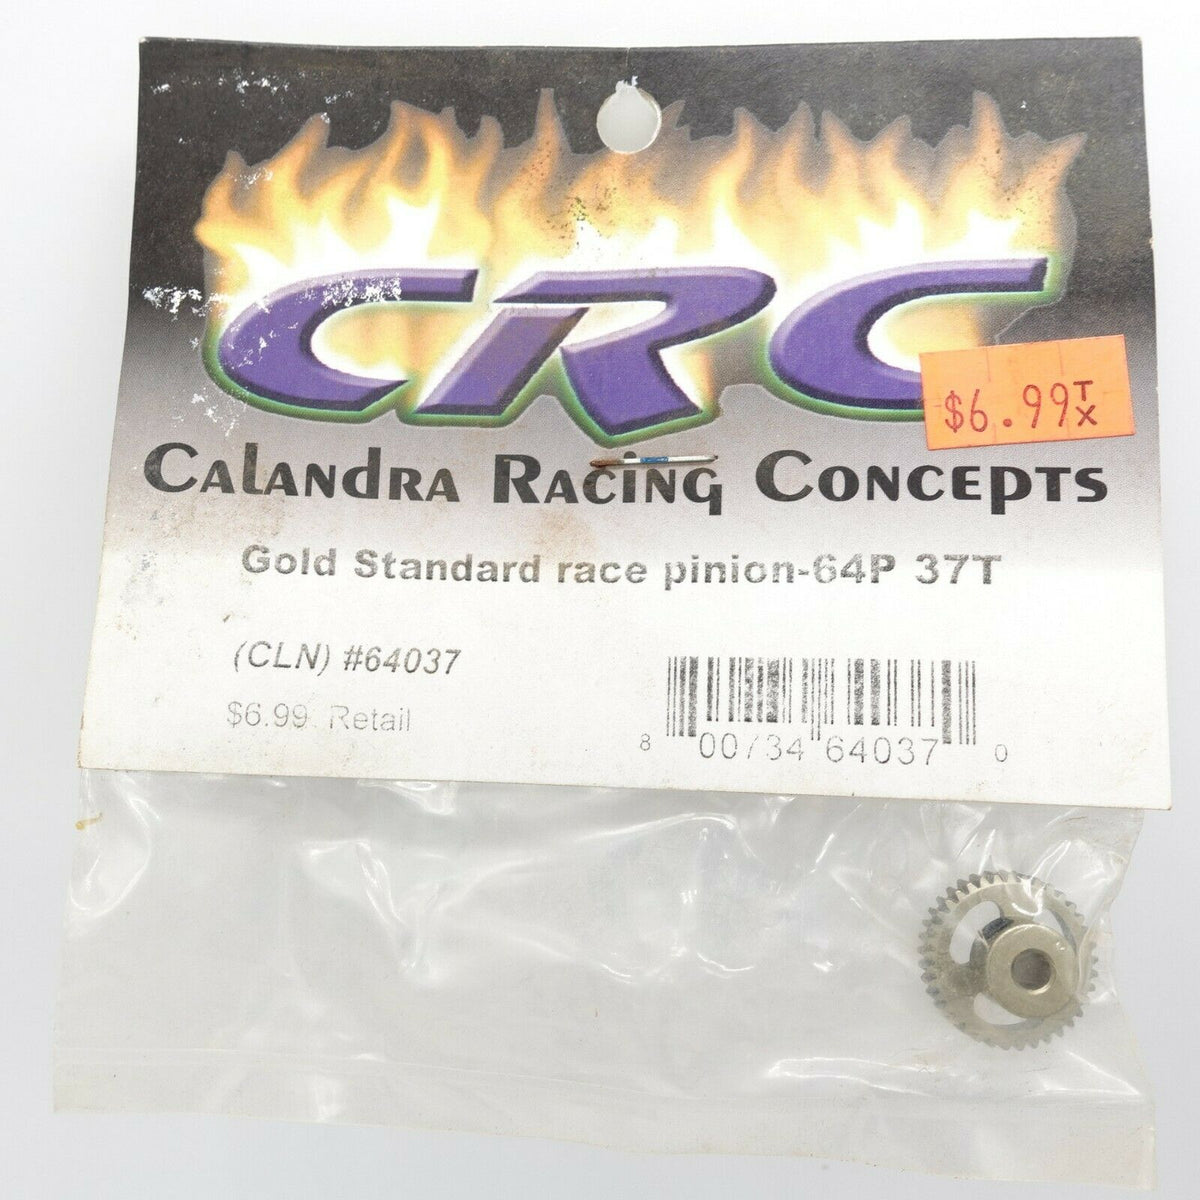 CRC
$6.99 TX
Calandra Racing Concepts
Gold Standard race pinion-64P 37T
(CLN) #64037
$6.99 Retail
8 00734 64037 0